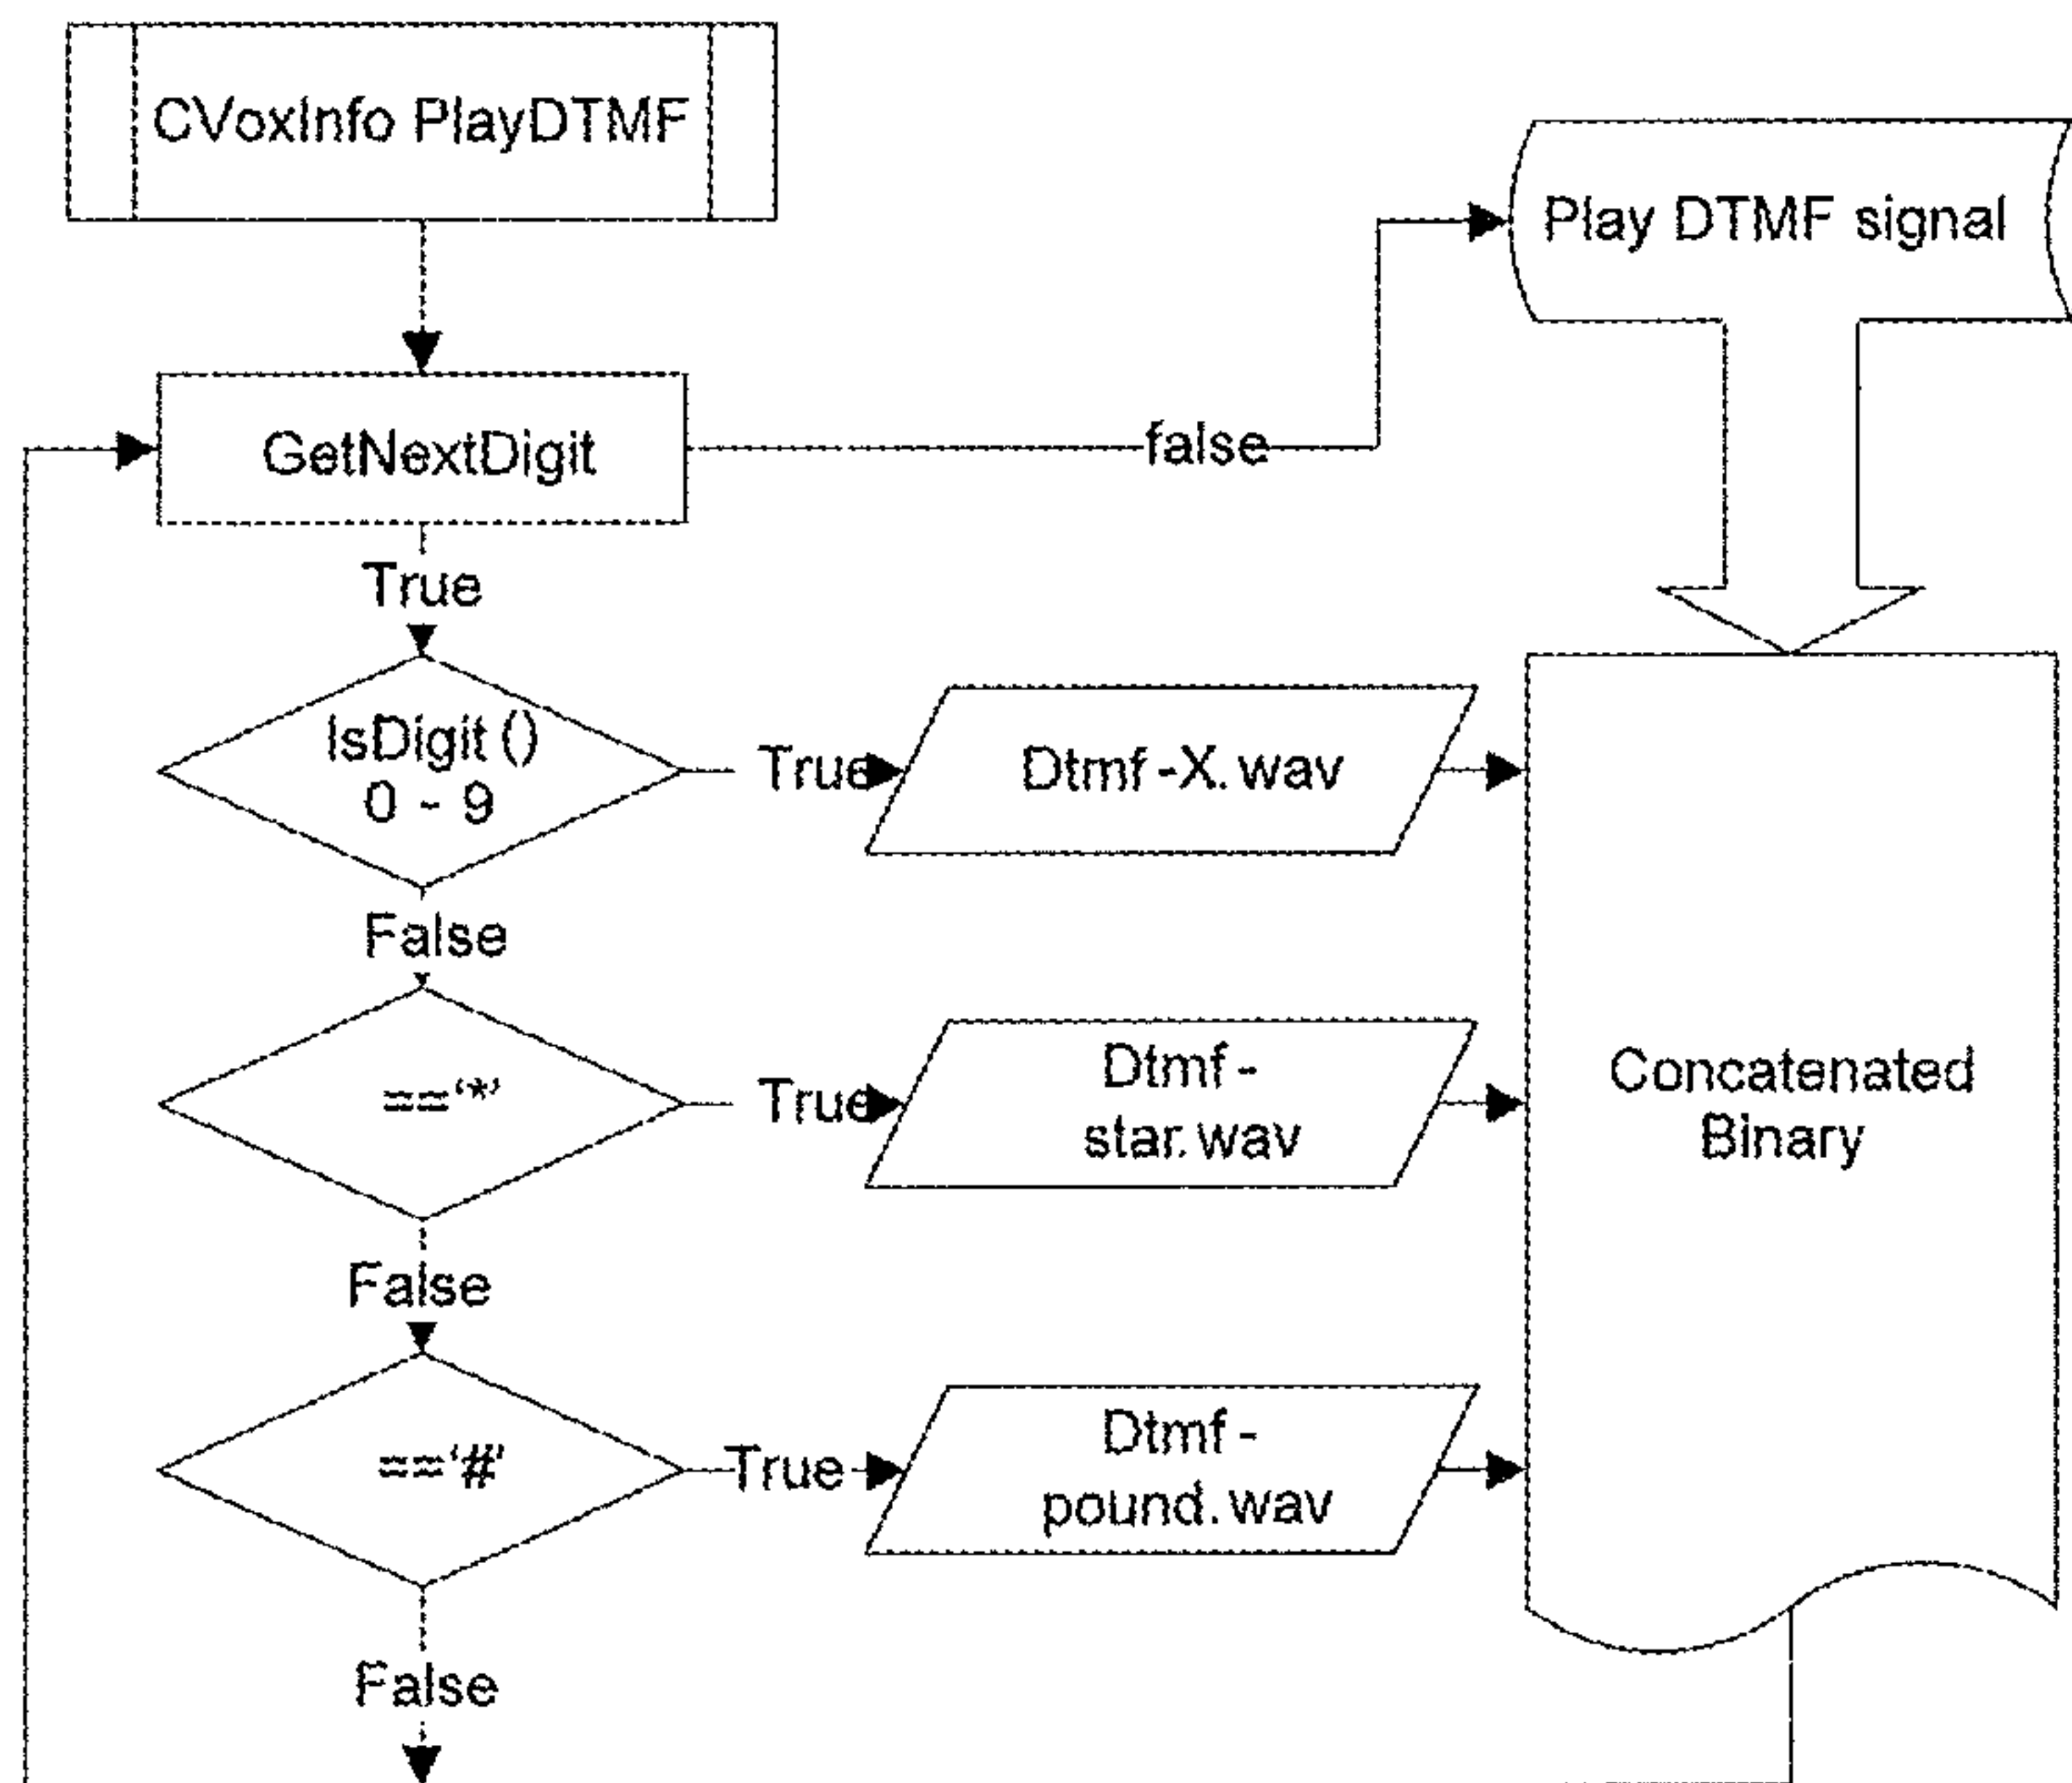 CVoxInfo PlayDTMF
Play DTMF signal
GetNextDigit
false
True
IsDigit ()
0 - 9
True
Dtmf -X. wav
False
=='*'
True
Dtmf -
star. wav
Concatenated
Binary
False
=='#'
True
Dtmf -
pound. wav
False